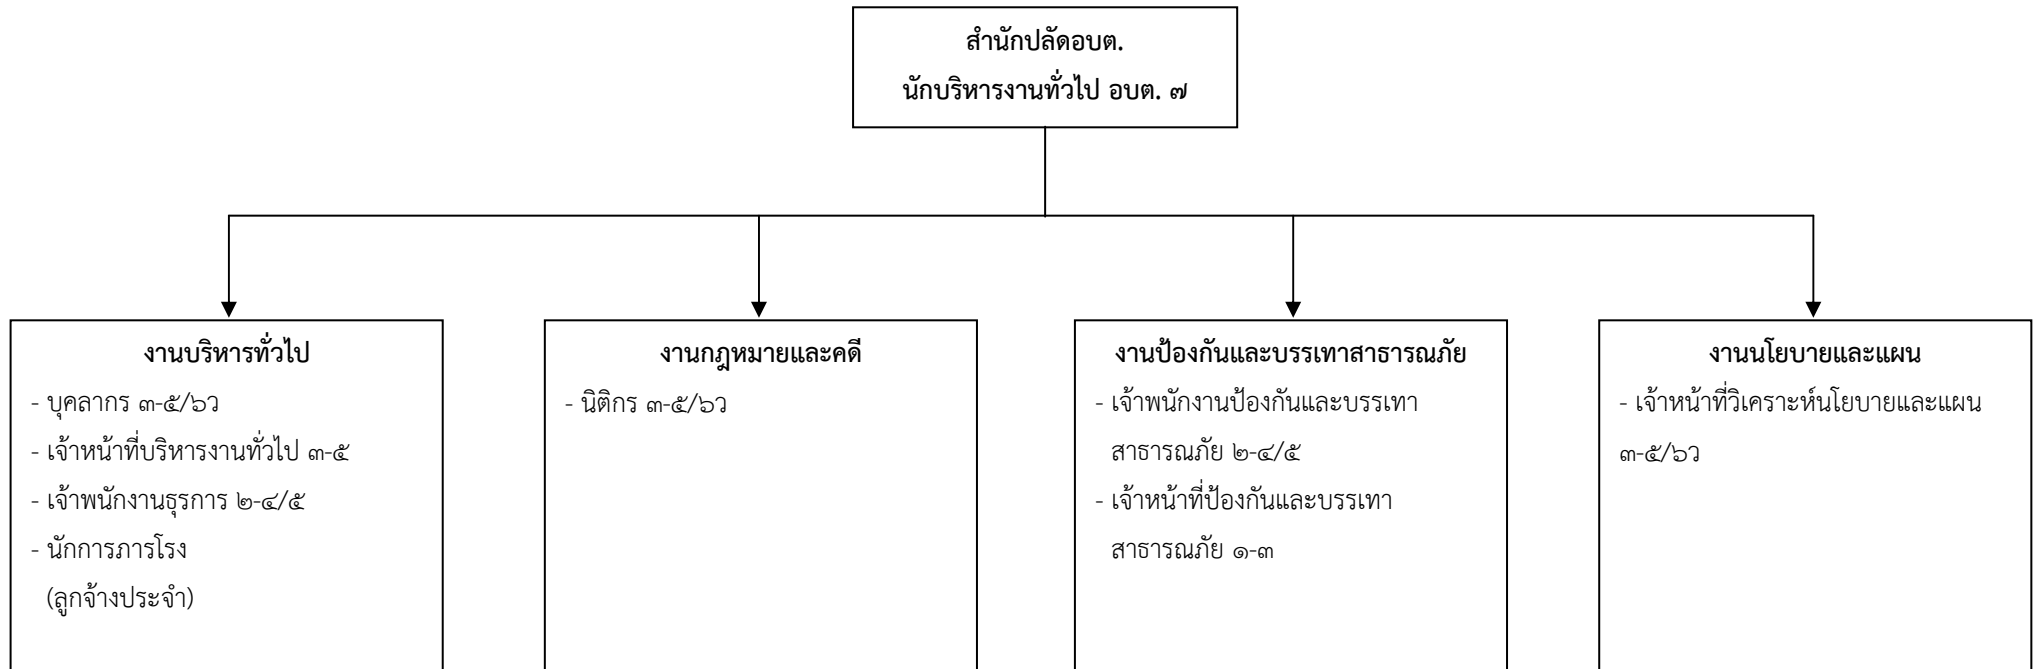 สำนักปลัดอบต.
นักบริหารงานทั่วไป อบต. ๗
งานบริหารทั่วไป
- บุคลากร ๓-๕/๖ว
- เจ้าหน้าที่บริหารงานทั่วไป ๓-๕
- เจ้าพนักงานธุรการ ๒-๔/๕
- นักการภารโรง
(ลูกจ้างประจำ)
งานกฎหมายและคดี
- นิติกร ๓-๕/๖ว
งานป้องกันและบรรเทาสาธารณภัย
- เจ้าพนักงานป้องกันและบรรเทา
สาธารณภัย ๒-๔/๕
- เจ้าหน้าที่ป้องกันและบรรเทา
สาธารณภัย ๑-๓
งานนโยบายและแผน
- เจ้าหน้าที่วิเคราะห์นโยบายและแผน
๓-๕/๖ว